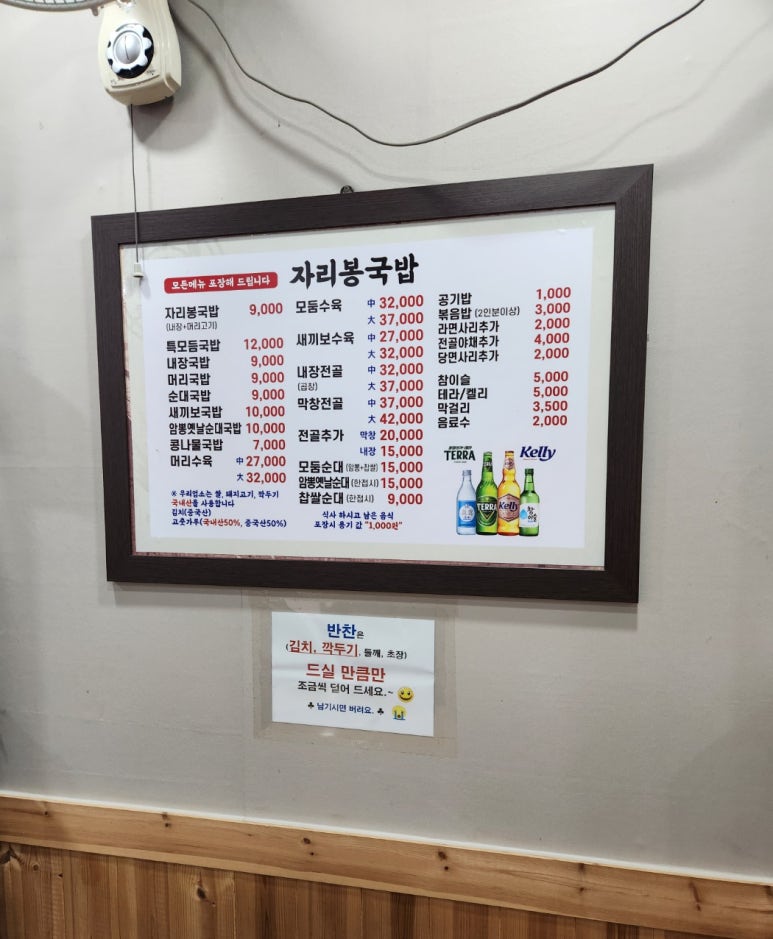 모든메뉴 포장해 드립니다
자리봉국밥
자리봉국밥 9,000
(내장+머리고기)
특모듬국밥 12,000
내장국밥 9,000
머리국밥 9,000
순대국밥 9,000
새끼보국밥 10,000
암뽕옛날순대국밥 10,000
콩나물국밥 7,000
머리수육 中 27,000
大 32,000
※ 우리업소는 쌀, 돼지고기, 깍두기
국내산을 사용합니다
김치(중국산)
고춧가루(국내산50%, 중국산50%)
모둠수육 中 32,000
大 37,000
새끼보수육 中 27,000
大 32,000
내장전골 中 32,000
(곱창) 大 37,000
막창전골 中 37,000
大 42,000
전골추가 막창 20,000
내장 15,000
모둠순대 (암뽕+찹쌀) 15,000
암뽕옛날순대 (한접시) 15,000
찹쌀순대 (한접시) 9,000
식사 하시고 남은 음식
포장시 용기 값 "1,000원"
공기밥 1,000
볶음밥 (2인분이상) 3,000
라면사리추가 2,000
전골야채추가 4,000
당면사리추가 2,000
참이슬 5,000
테라/켈리 5,000
막걸리 3,500
음료수 2,000
TERRA
Kelly
TERRA
Kelly
반찬은
(김치, 깍두기, 들깨, 초장)
드실 만큼만
조금씩 덜어 드세요.~
♣ 남기시면 버려요. ♣